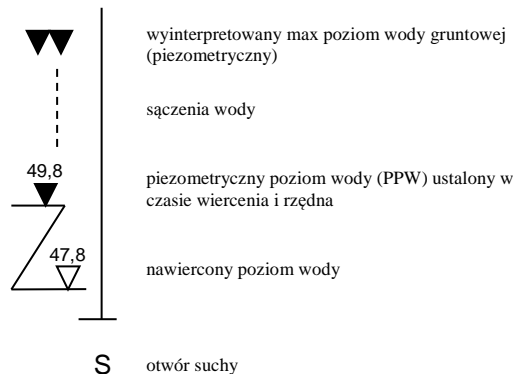 wyinterpretowany max poziom wody gruntowej
(piezometryczny)
sączenia wody
49,8
piezometryczny poziom wody (PPW) ustalony w
czasie wiercenia i rzędna
47,8
nawiercony poziom wody
S
otwór suchy